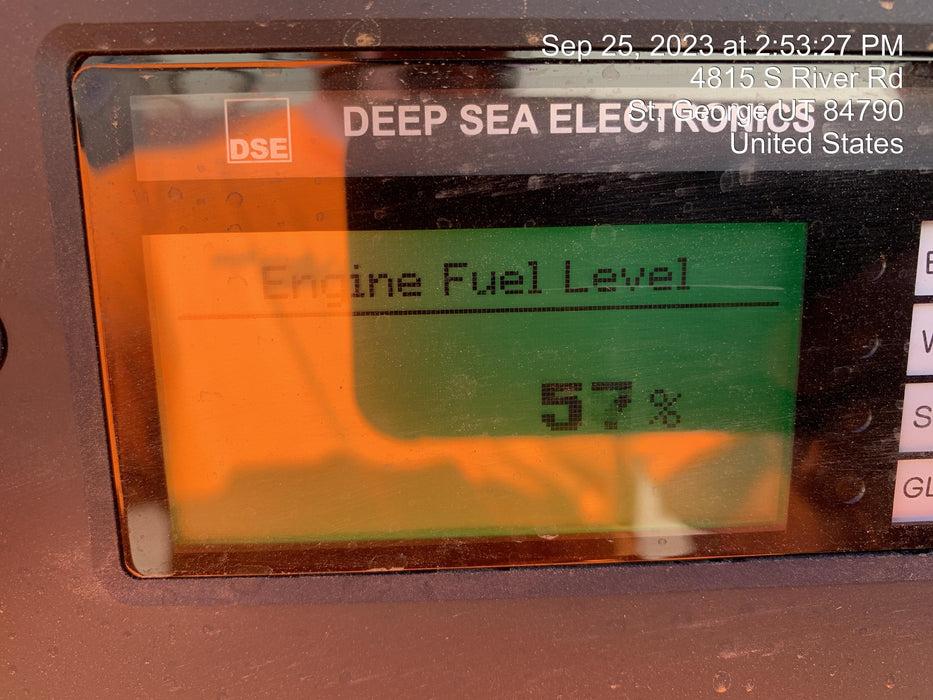 Sep 25, 2023 at 2:53:27 PM
4815 S River Rd
St. George UT 84790
United States
DSE
DEEP SEA ELECTRONICS
Engine Fuel Level
57 %
S
GL